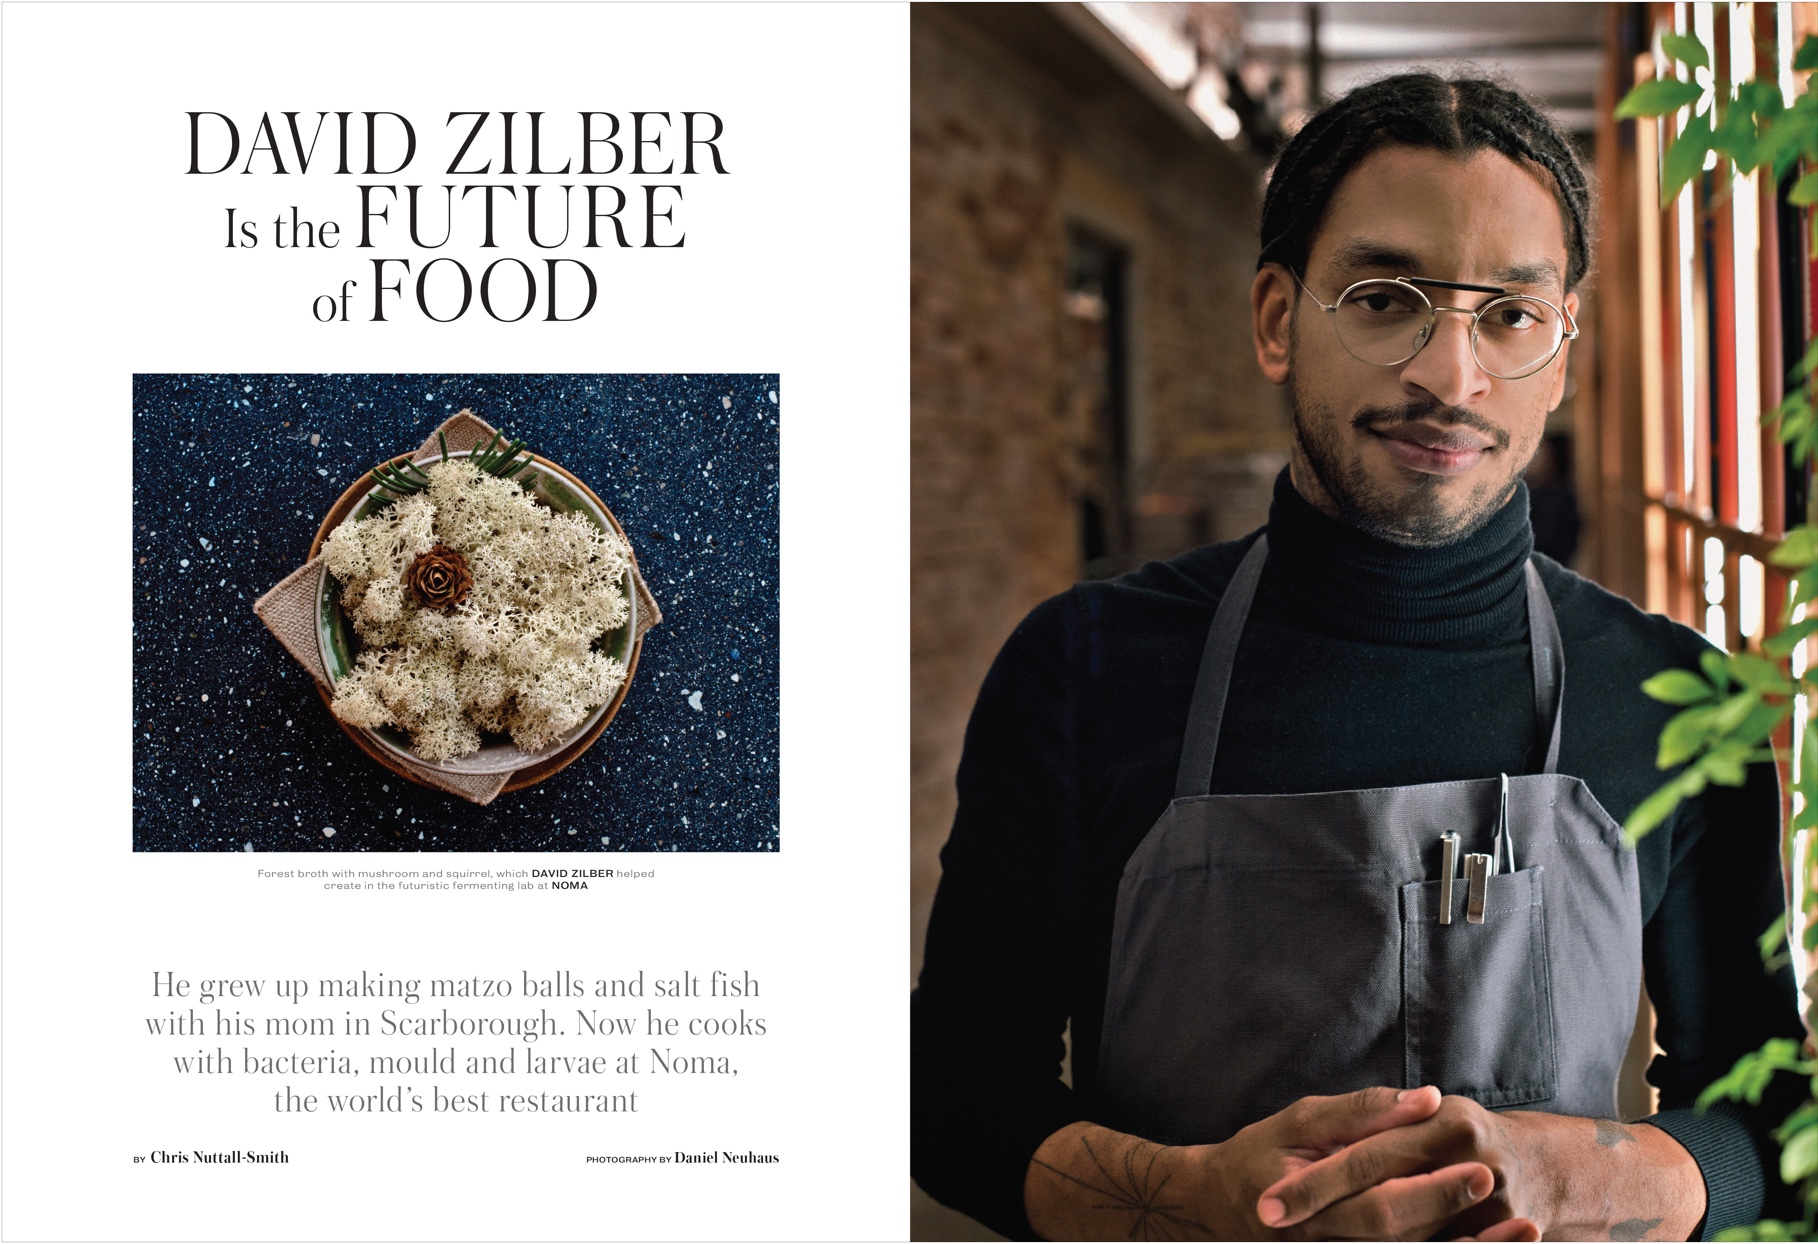 DAVID ZILBER
Is the FUTURE
of FOOD
Forest broth with mushroom and squirrel, which DAVID ZILBER helped
create in the futuristic fermenting lab at NOMA
He grew up making matzo balls and salt fish
with his mom in Scarborough. Now he cooks
with bacteria, mould and larvae at Noma,
the world’s best restaurant
BY Chris Nuttall-Smith
PHOTOGRAPHY BY Daniel Neuhaus